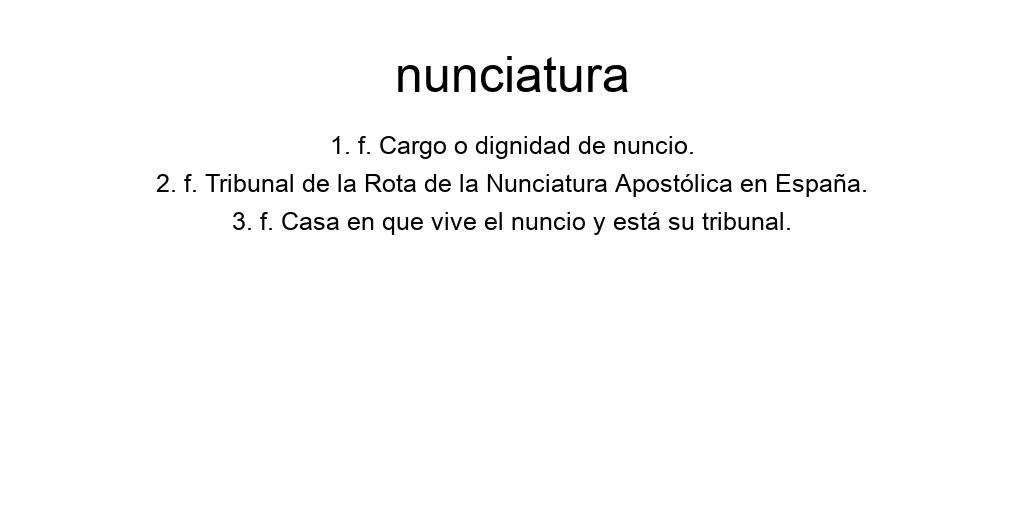 nunciatura
1. f. Cargo o dignidad de nuncio.
2. f. Tribunal de la Rota de la Nunciatura Apostólica en España.
3. f. Casa en que vive el nuncio y está su tribunal.